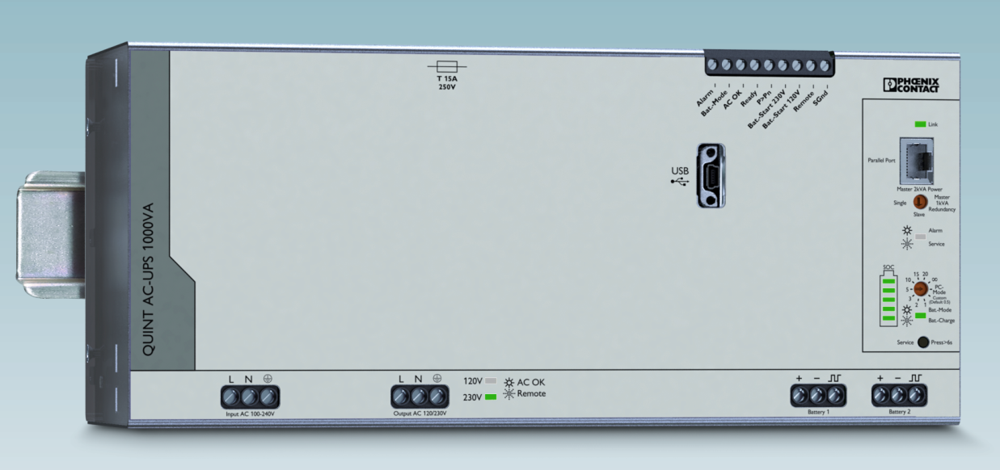 T 15A
250V
Alarm
Bat.-Mode
AC OK
Ready
P>Pn
Bat.-Start 230V
Bat.-Start 120V
Remote
SGnd
PHŒNIX
CONTACT
Link
Parallel Port
USB
Master 2kVA Power
Single
Master
1kVA
Redundancy
Slave
Alarm
Service
SOC
15 20
10 ∞
5 PC-
Mode
3 Custom
(Default 0.5)
2 1
Bat.-Mode
Bat.-Charge
Service Press>6s
QUINT AC-UPS 1000VA
L N
Input AC 100-240V
L N
Output AC 120/230V
120V AC OK
230V Remote
+ −
Battery 1
+ −
Battery 2